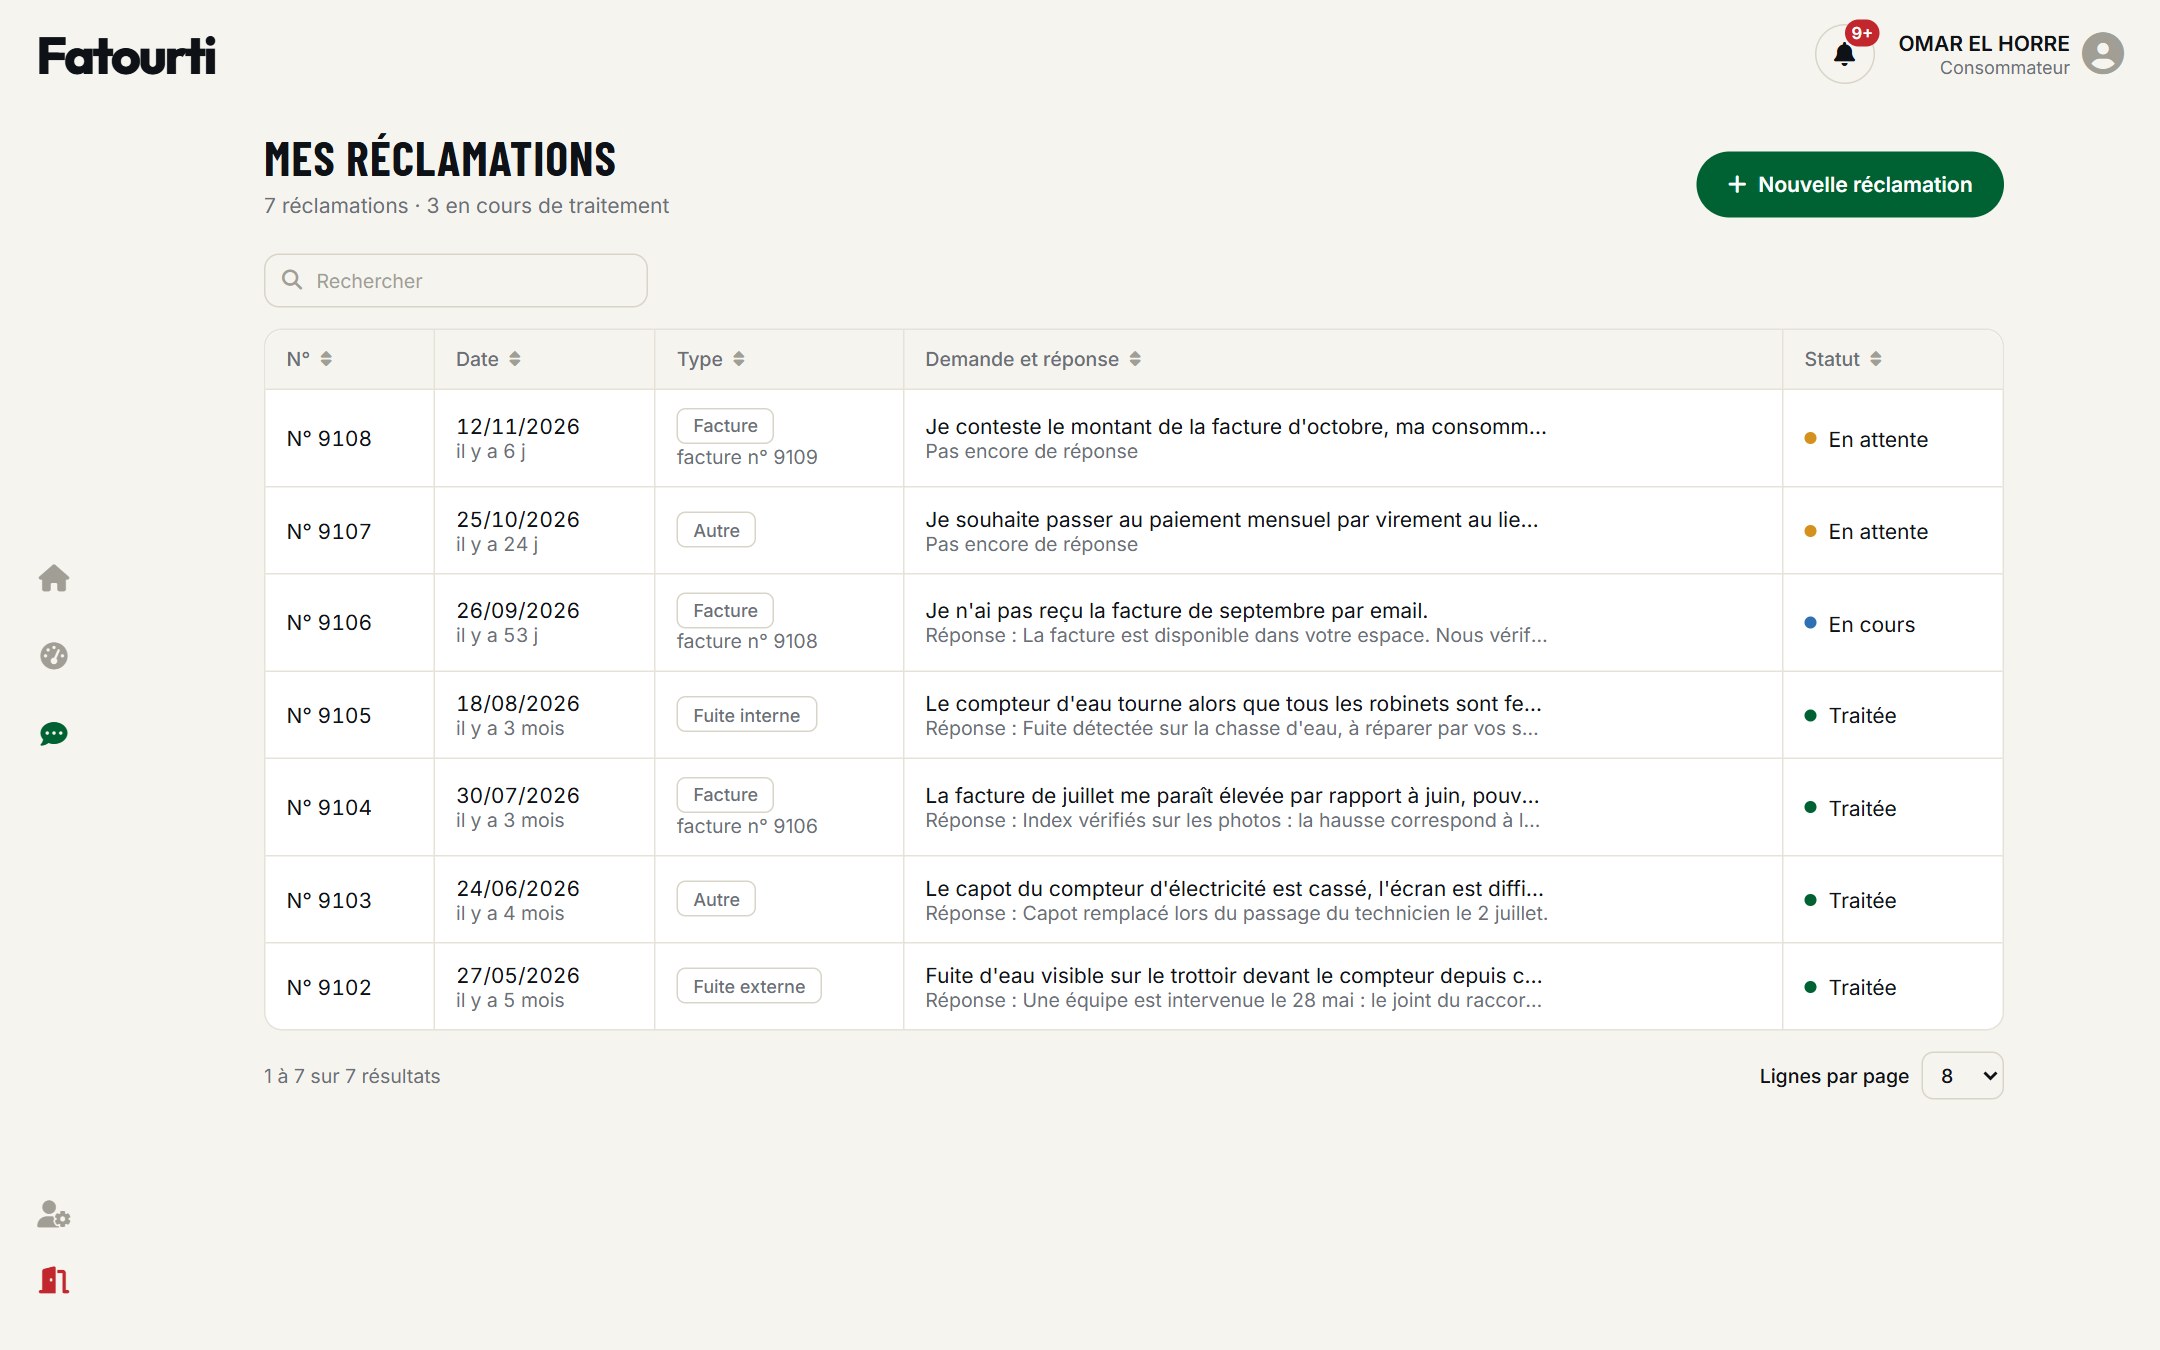 Fatourti
9+
OMAR EL HORRE
Consommateur
MES RÉCLAMATIONS
7 réclamations · 3 en cours de traitement
+ Nouvelle réclamation
Rechercher
N° Date Type Demande et réponse Statut
N° 9108
12/11/2026
il y a 6 j
Facture
facture n° 9109
Je conteste le montant de la facture d'octobre, ma consomm...
Pas encore de réponse
En attente
N° 9107
25/10/2026
il y a 24 j
Autre
Je souhaite passer au paiement mensuel par virement au lie...
Pas encore de réponse
En attente
N° 9106
26/09/2026
il y a 53 j
Facture
facture n° 9108
Je n'ai pas reçu la facture de septembre par email.
Réponse : La facture est disponible dans votre espace. Nous vérif...
En cours
N° 9105
18/08/2026
il y a 3 mois
Fuite interne
Le compteur d'eau tourne alors que tous les robinets sont fe...
Réponse : Fuite détectée sur la chasse d'eau, à réparer par vos s...
Traitée
N° 9104
30/07/2026
il y a 3 mois
Facture
facture n° 9106
La facture de juillet me paraît élevée par rapport à juin, pouv...
Réponse : Index vérifiés sur les photos : la hausse correspond à l...
Traitée
N° 9103
24/06/2026
il y a 4 mois
Autre
Le capot du compteur d'électricité est cassé, l'écran est diffi...
Réponse : Capot remplacé lors du passage du technicien le 2 juillet.
Traitée
N° 9102
27/05/2026
il y a 5 mois
Fuite externe
Fuite d'eau visible sur le trottoir devant le compteur depuis c...
Réponse : Une équipe est intervenue le 28 mai : le joint du raccor...
Traitée
1 à 7 sur 7 résultats
Lignes par page 8